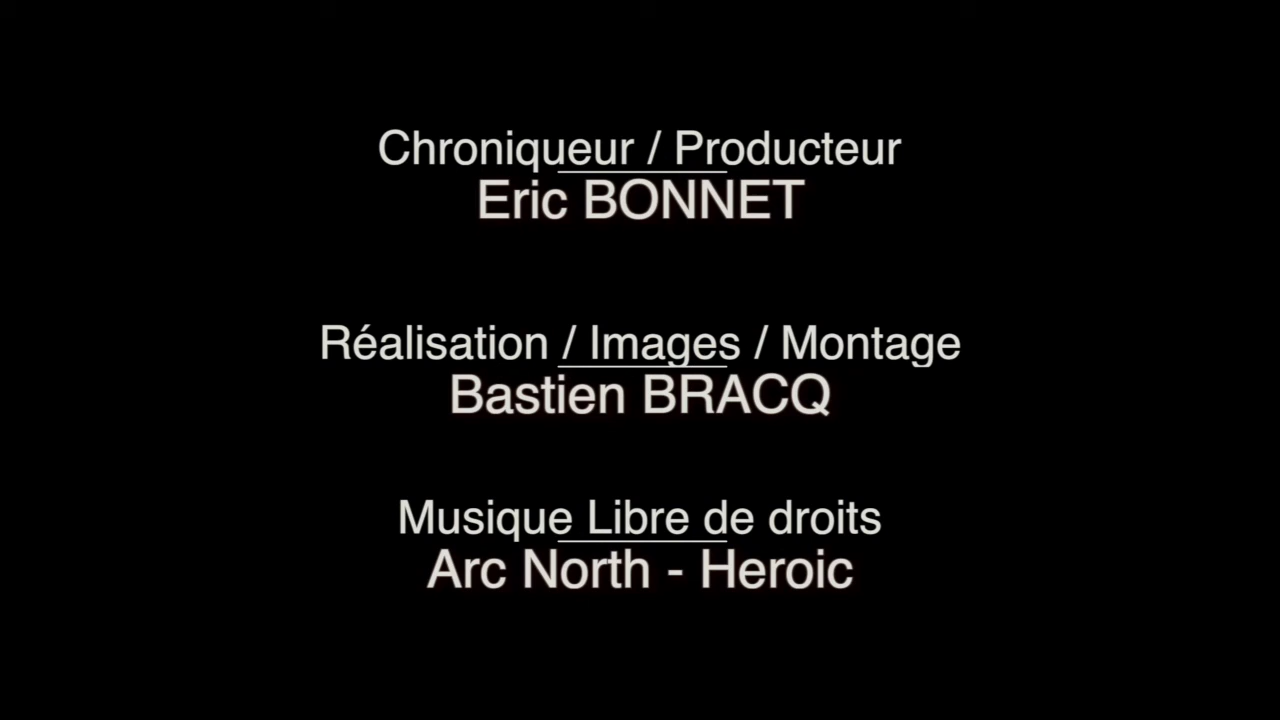 Chroniqueur / Producteur
Eric BONNET
Réalisation / Images / Montage
Bastien BRACQ
Musique Libre de droits
Arc North - Heroic